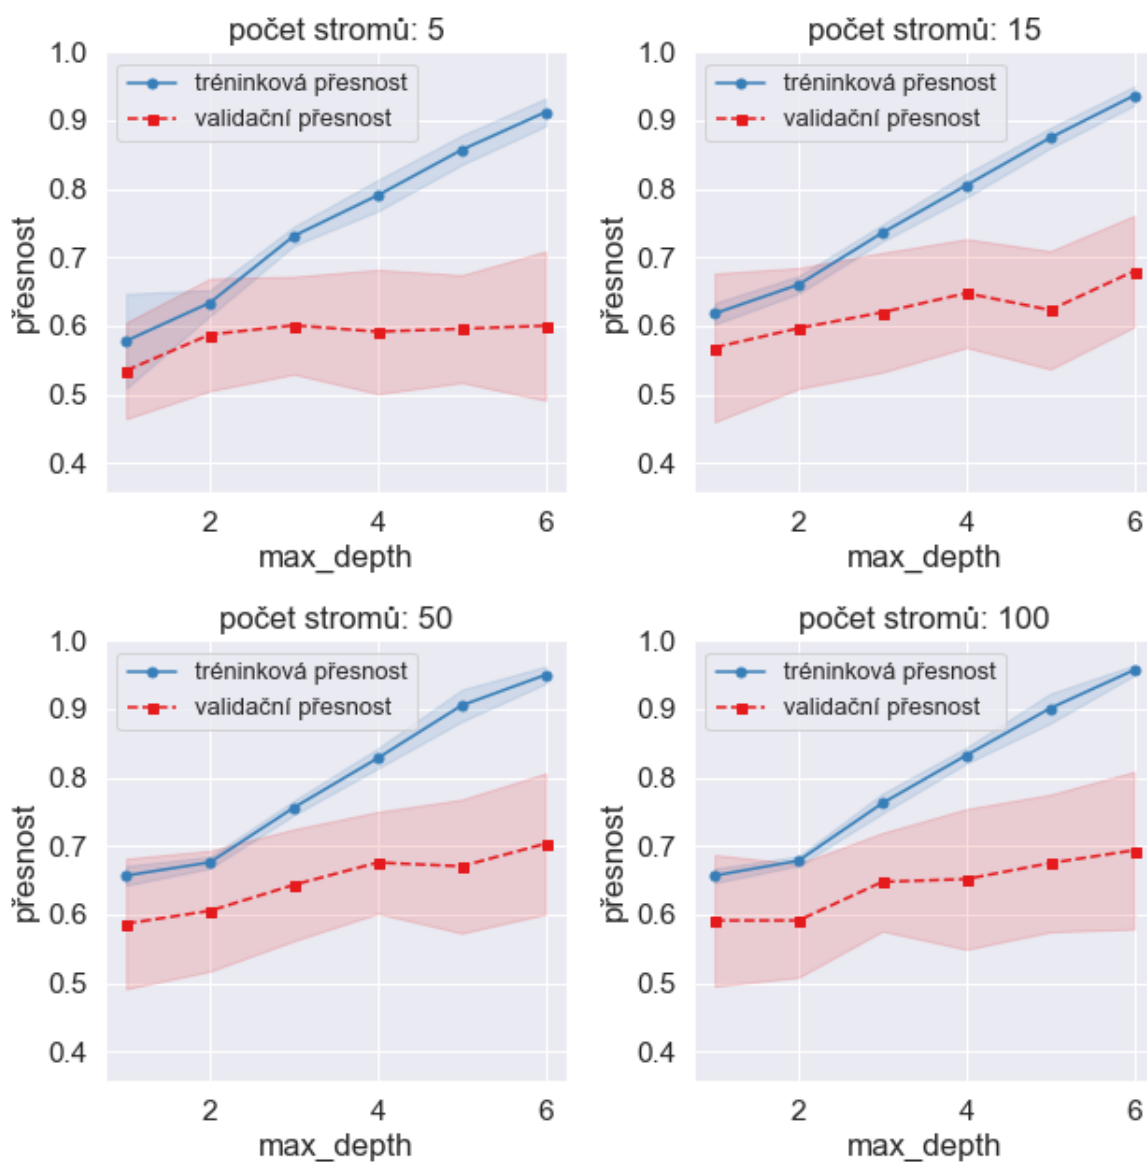 počet stromů: 5
1.0
0.9
0.8
0.7
0.6
0.5
0.4
tréninková přesnost
validační přesnost
přesnost
2 4 6
max_depth
počet stromů: 15
1.0
0.9
0.8
0.7
0.6
0.5
0.4
tréninková přesnost
validační přesnost
přesnost
2 4 6
max_depth
počet stromů: 50
1.0
0.9
0.8
0.7
0.6
0.5
0.4
tréninková přesnost
validační přesnost
přesnost
2 4 6
max_depth
počet stromů: 100
1.0
0.9
0.8
0.7
0.6
0.5
0.4
tréninková přesnost
validační přesnost
přesnost
2 4 6
max_depth